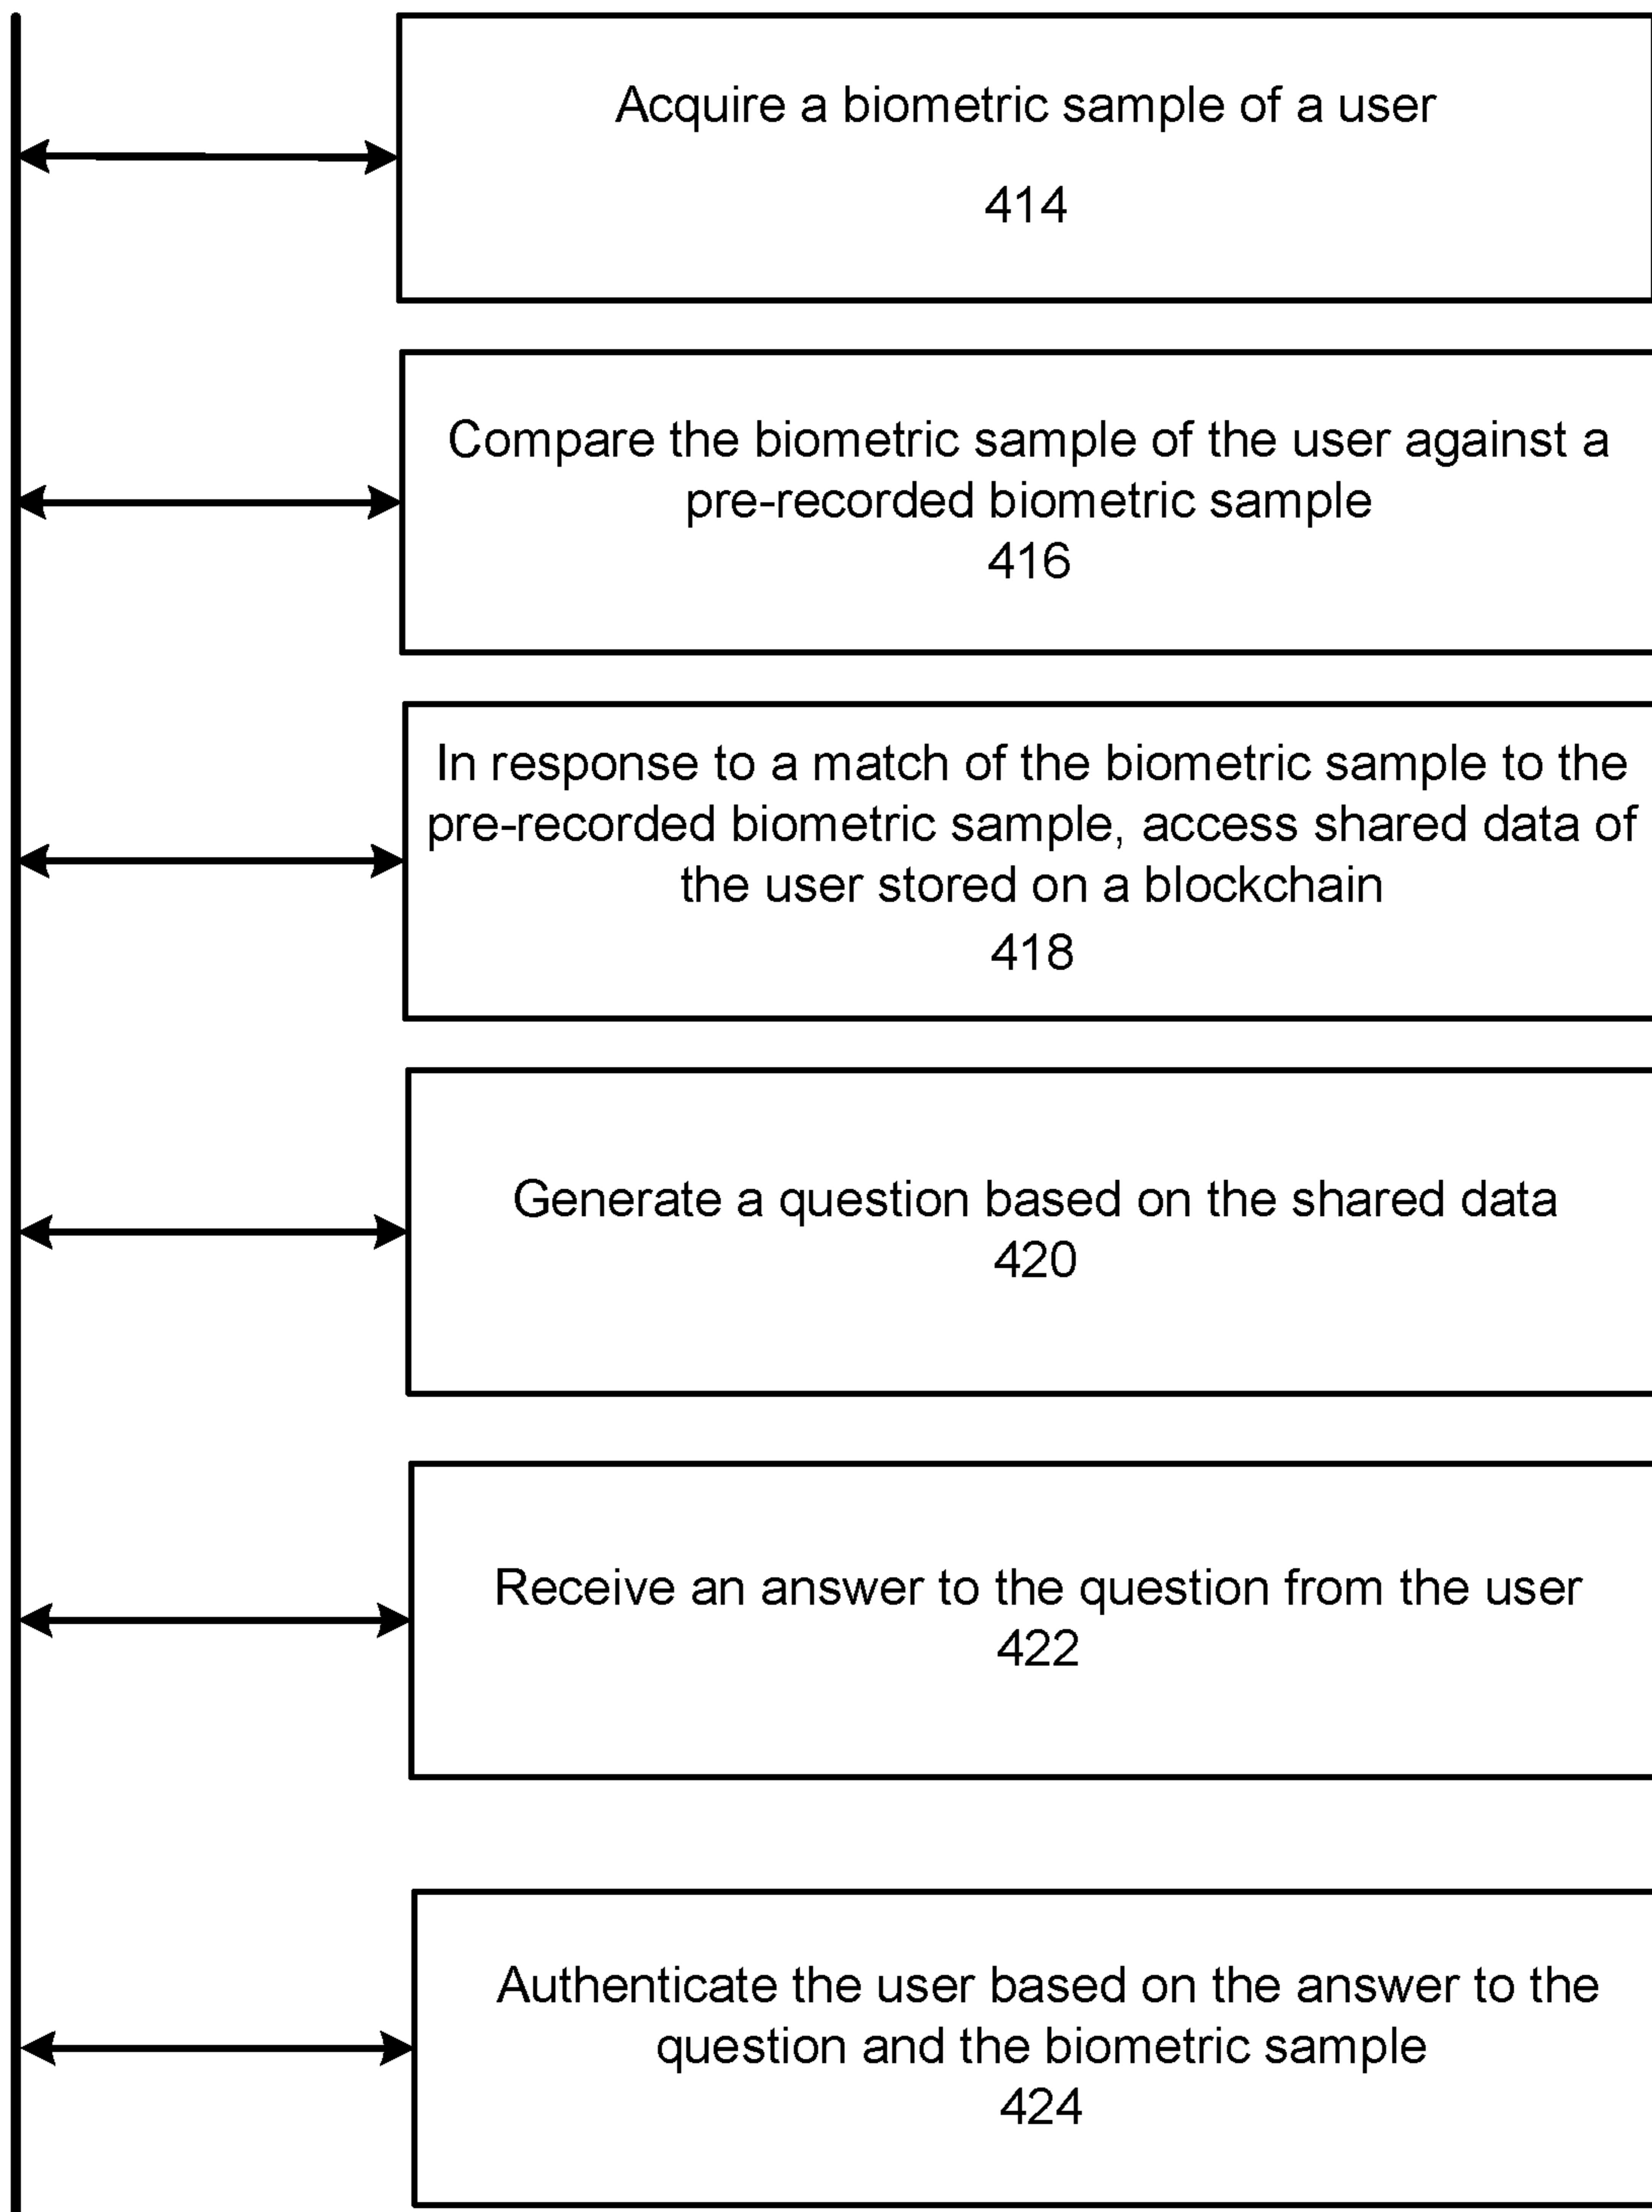 Acquire a biometric sample of a user
414
Compare the biometric sample of the user against a
pre-recorded biometric sample
416
In response to a match of the biometric sample to the
pre-recorded biometric sample, access shared data of
the user stored on a blockchain
418
Generate a question based on the shared data
420
Receive an answer to the question from the user
422
Authenticate the user based on the answer to the
question and the biometric sample
424